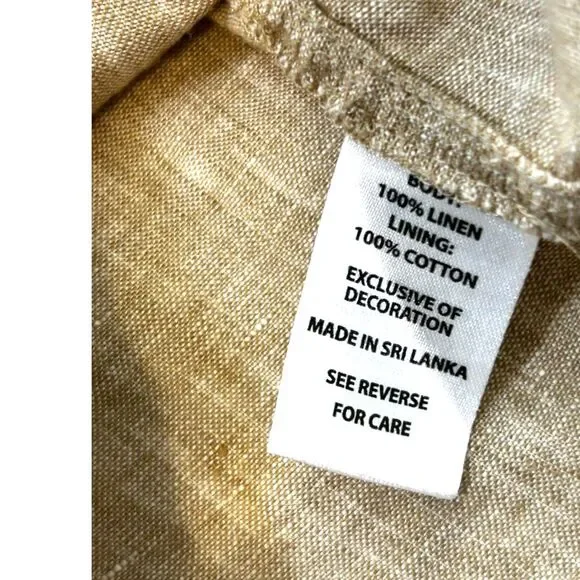 BODY:
100% LINEN
LINING:
100% COTTON
EXCLUSIVE OF
DECORATION
MADE IN SRI LANKA
SEE REVERSE
FOR CARE